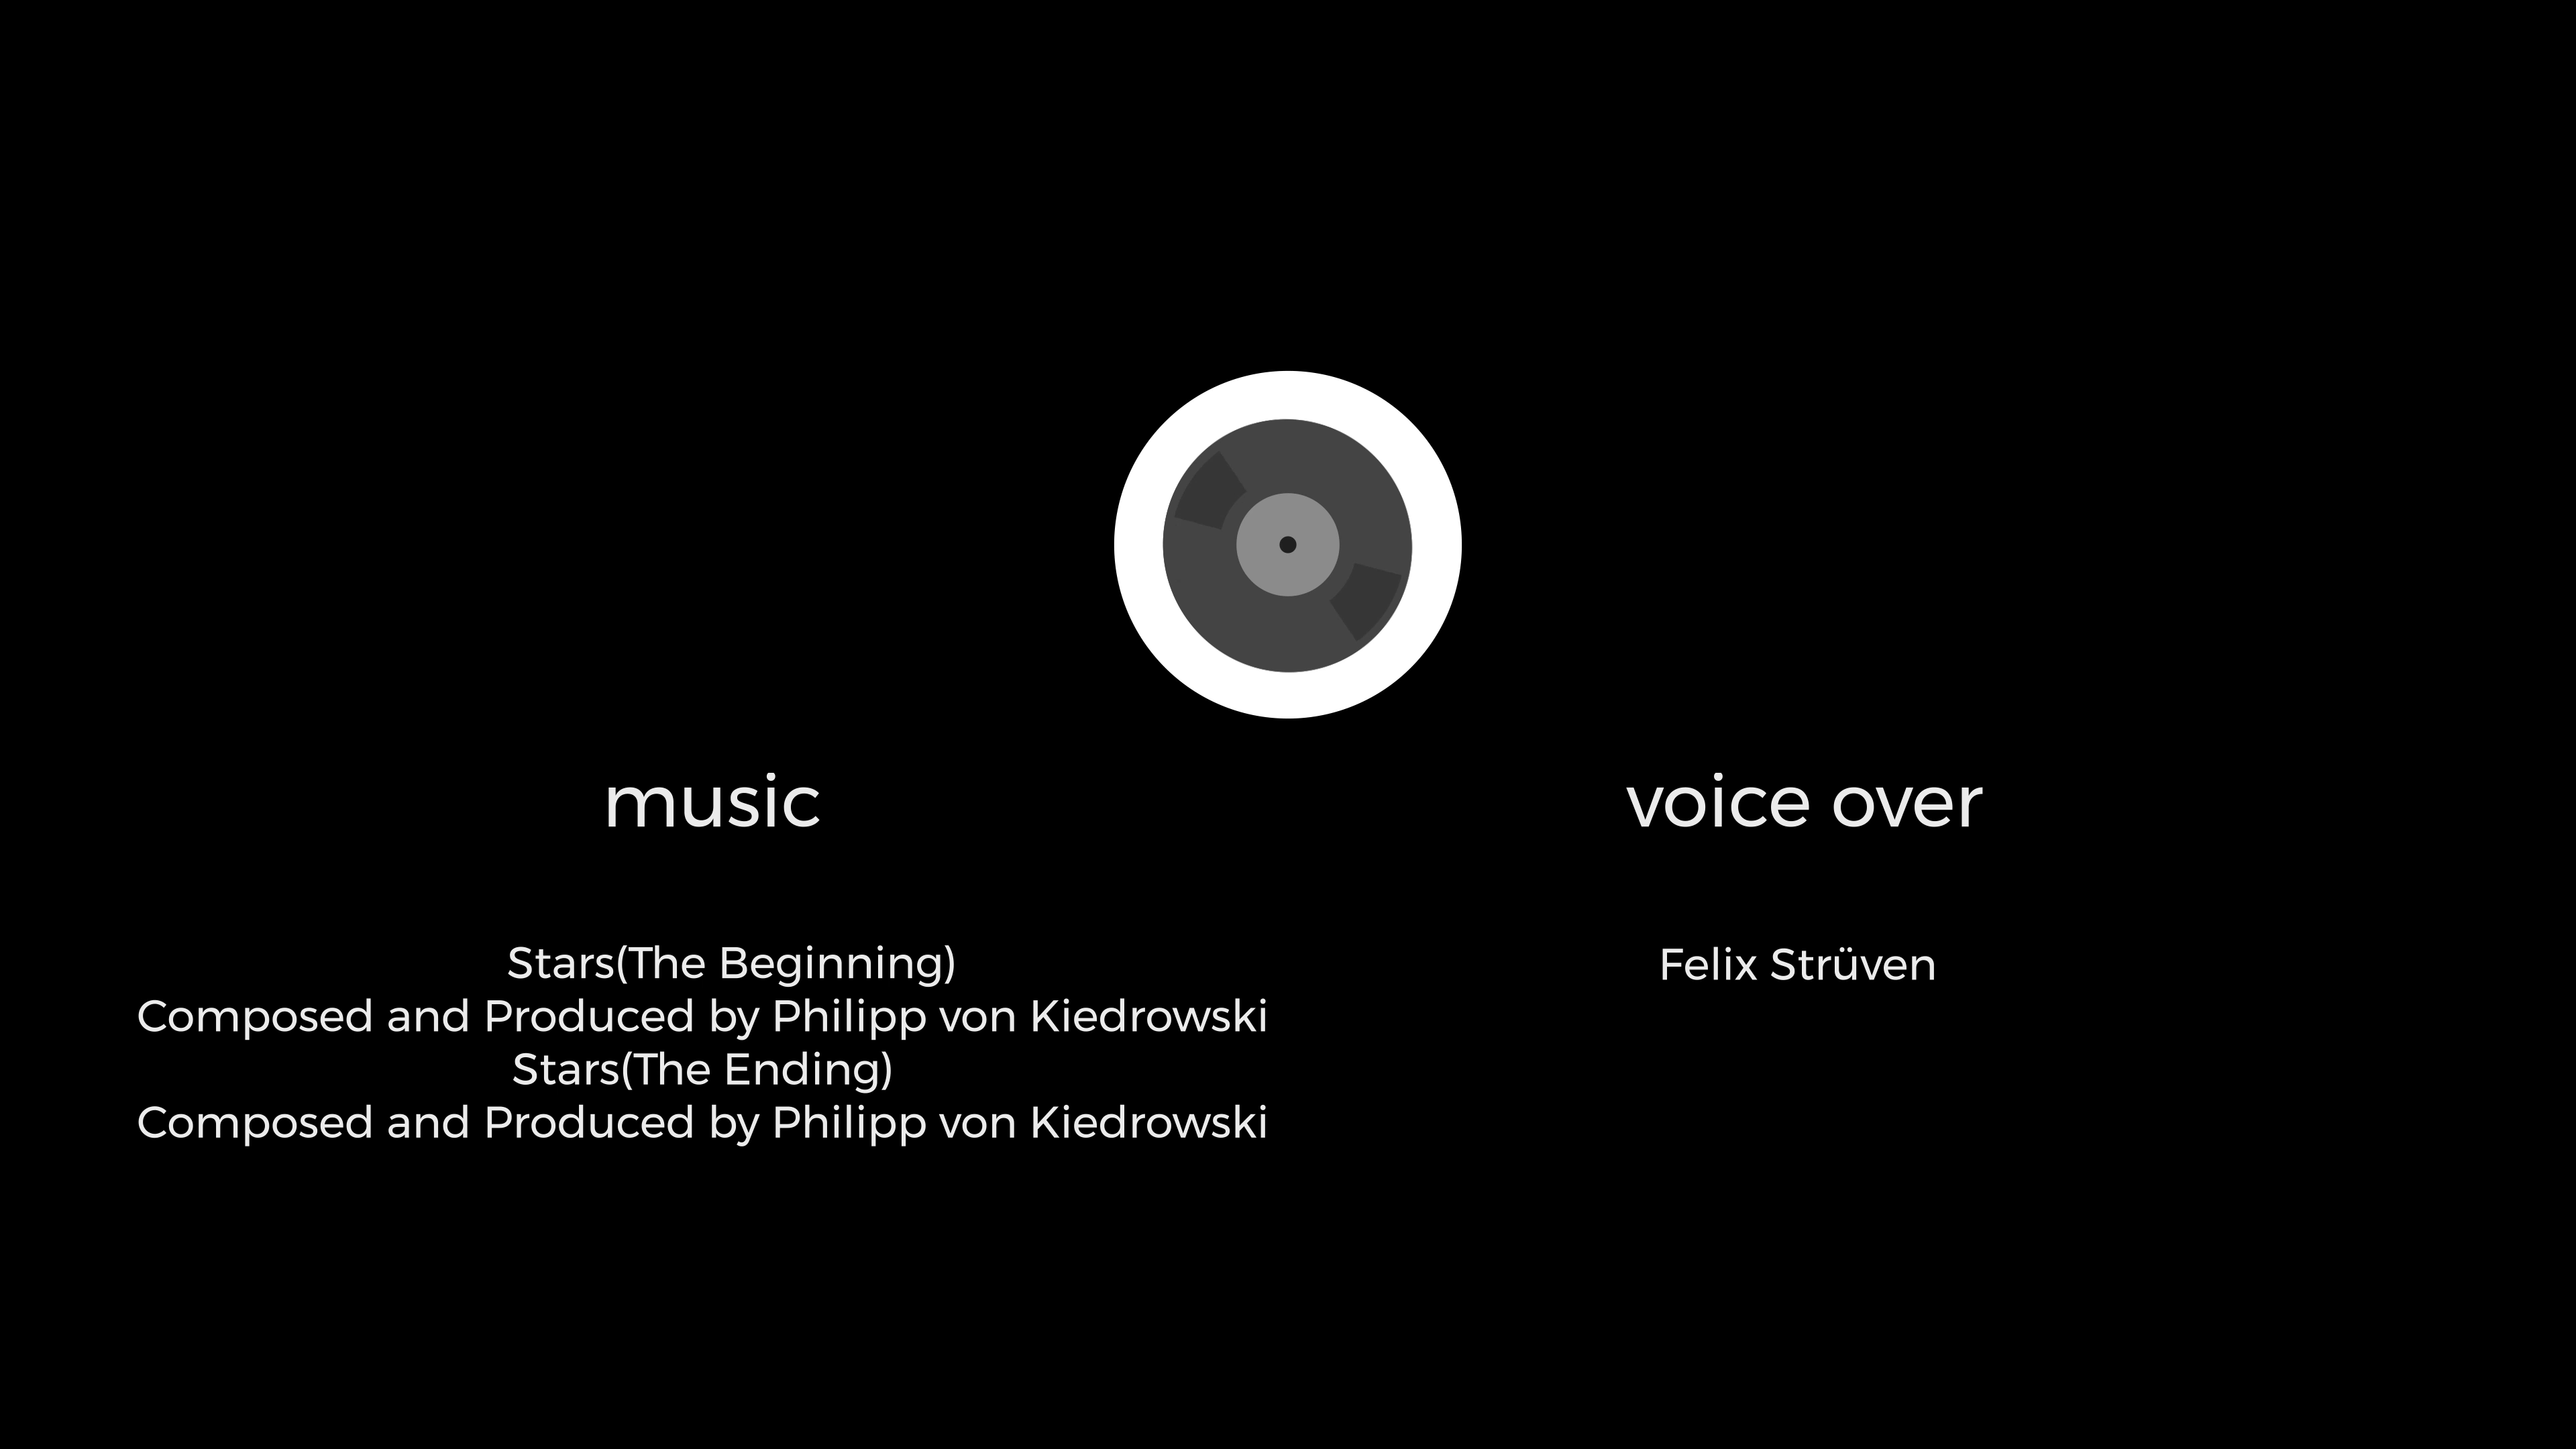 music
Stars(The Beginning)
Composed and Produced by Philipp von Kiedrowski
Stars(The Ending)
Composed and Produced by Philipp von Kiedrowski
voice over
Felix Strüven